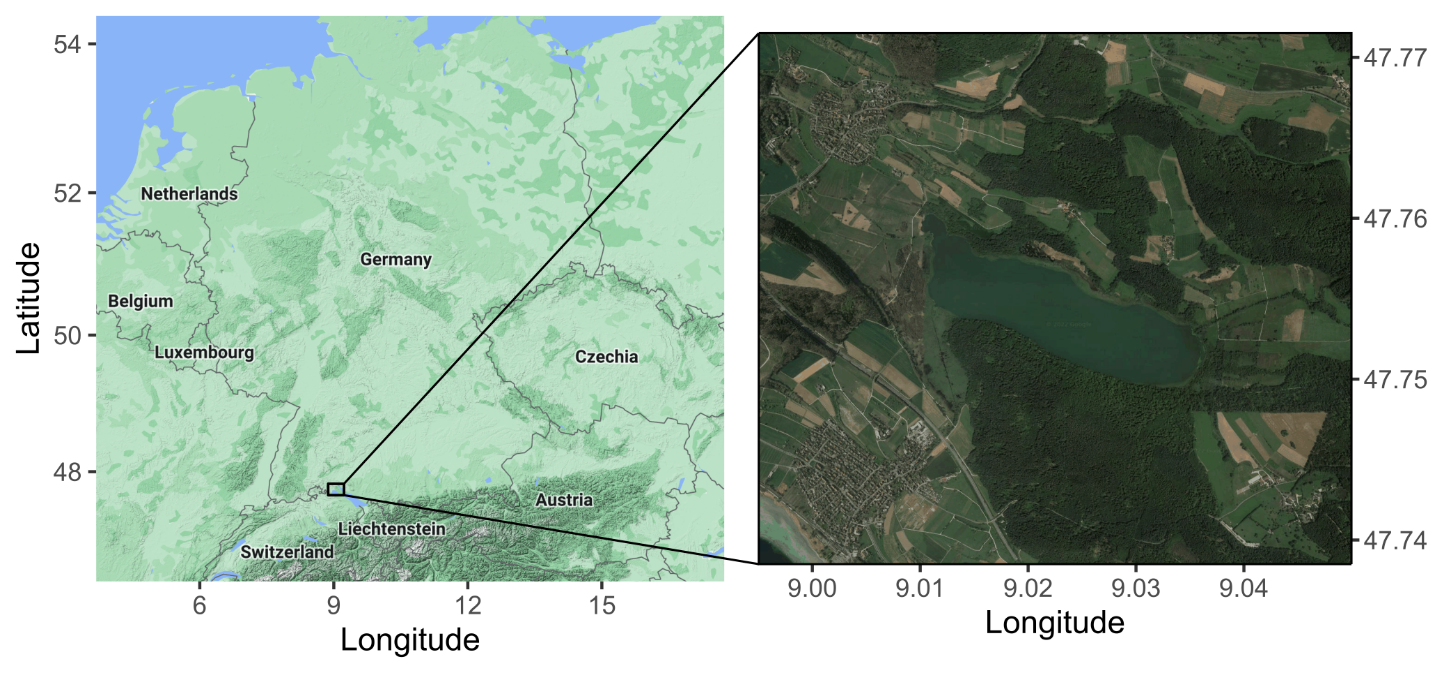 54
52
50
48
Latitude
Netherlands
Germany
Belgium
Luxembourg
Czechia
Austria
Liechtenstein
Switzerland
6 9 12 15
Longitude
47.77
47.76
47.75
47.74
9.00 9.01 9.02 9.03 9.04
Longitude